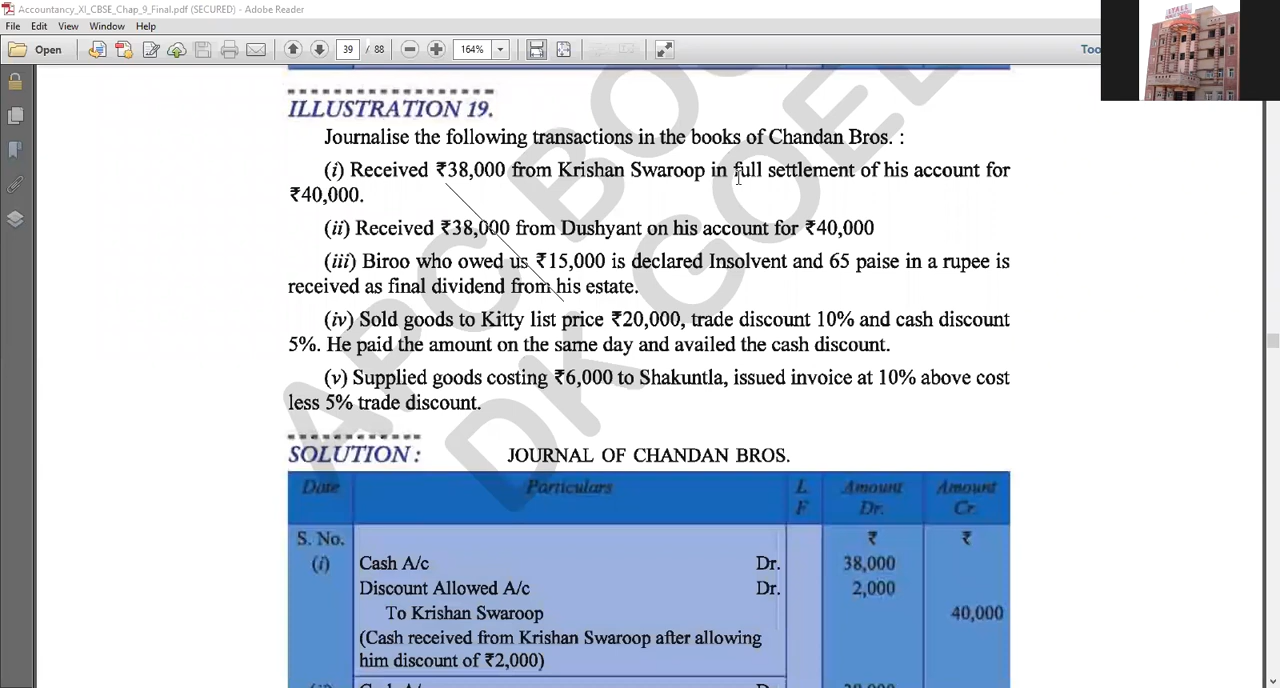 Accountancy_XI_CBSE_Chap_9_Final.pdf (SECURED) - Adobe Reader
File Edit View Window Help
Open 39 / 88 164% Too
LYALL
ILLUSTRATION 19.
Journalise the following transactions in the books of Chandan Bros. :
(i) Received ₹38,000 from Krishan Swaroop in full settlement of his account for
₹40,000.
(ii) Received ₹38,000 from Dushyant on his account for ₹40,000
(iii) Biroo who owed us ₹15,000 is declared Insolvent and 65 paise in a rupee is
received as final dividend from his estate.
(iv) Sold goods to Kitty list price ₹20,000, trade discount 10% and cash discount
5%. He paid the amount on the same day and availed the cash discount.
(v) Supplied goods costing ₹6,000 to Shakuntla, issued invoice at 10% above cost
less 5% trade discount.
SOLUTION : JOURNAL OF CHANDAN BROS.
Date Particulars L F Amount Dr. Amount Cr.
S. No. ₹ ₹
(i) Cash A/c Dr. 38,000
Discount Allowed A/c Dr. 2,000
To Krishan Swaroop 40,000
(Cash received from Krishan Swaroop after allowing
him discount of ₹2,000)
APC BOO
DK GOEL